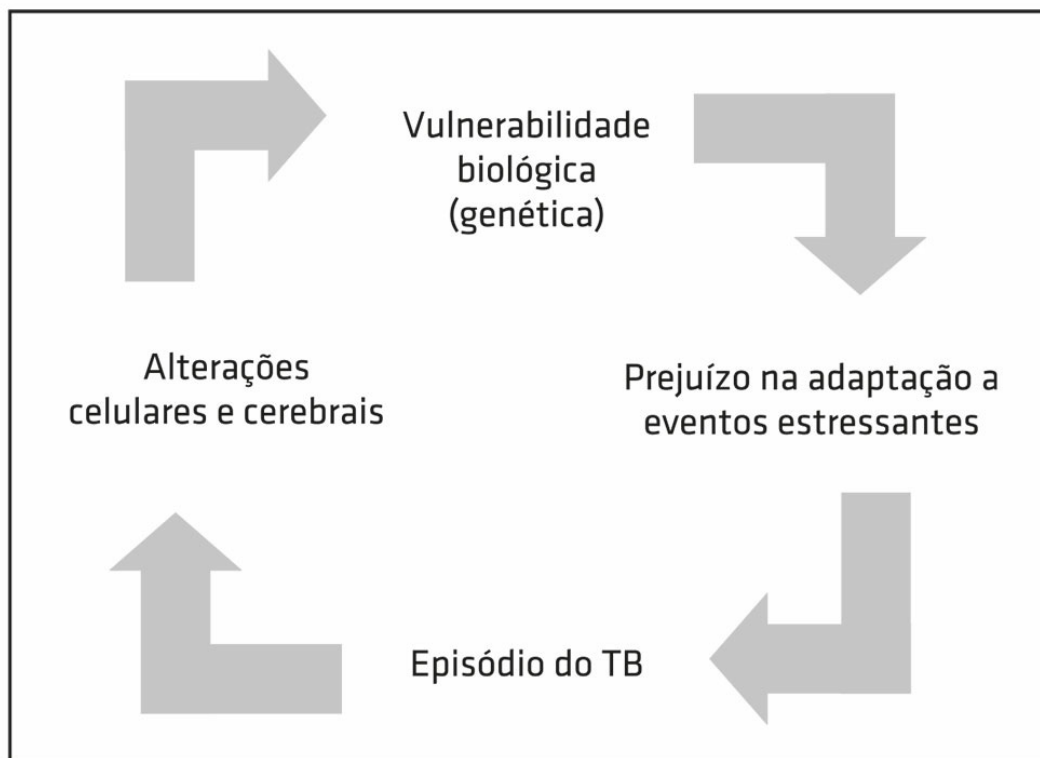 Vulnerabilidade
biológica
(genética)
Prejuízo na adaptação a
eventos estressantes
Episódio do TB
Alterações
celulares e cerebrais